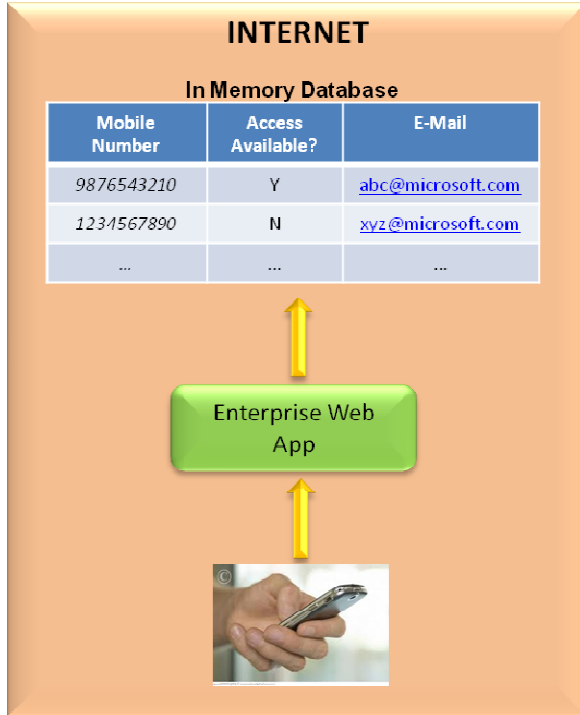 INTERNET
In Memory Database
Mobile Number Access Available? E-Mail
9876543210 Y abc@microsoft.com
1234567890 N xyz@microsoft.com
... ... ...
Enterprise Web
App
©